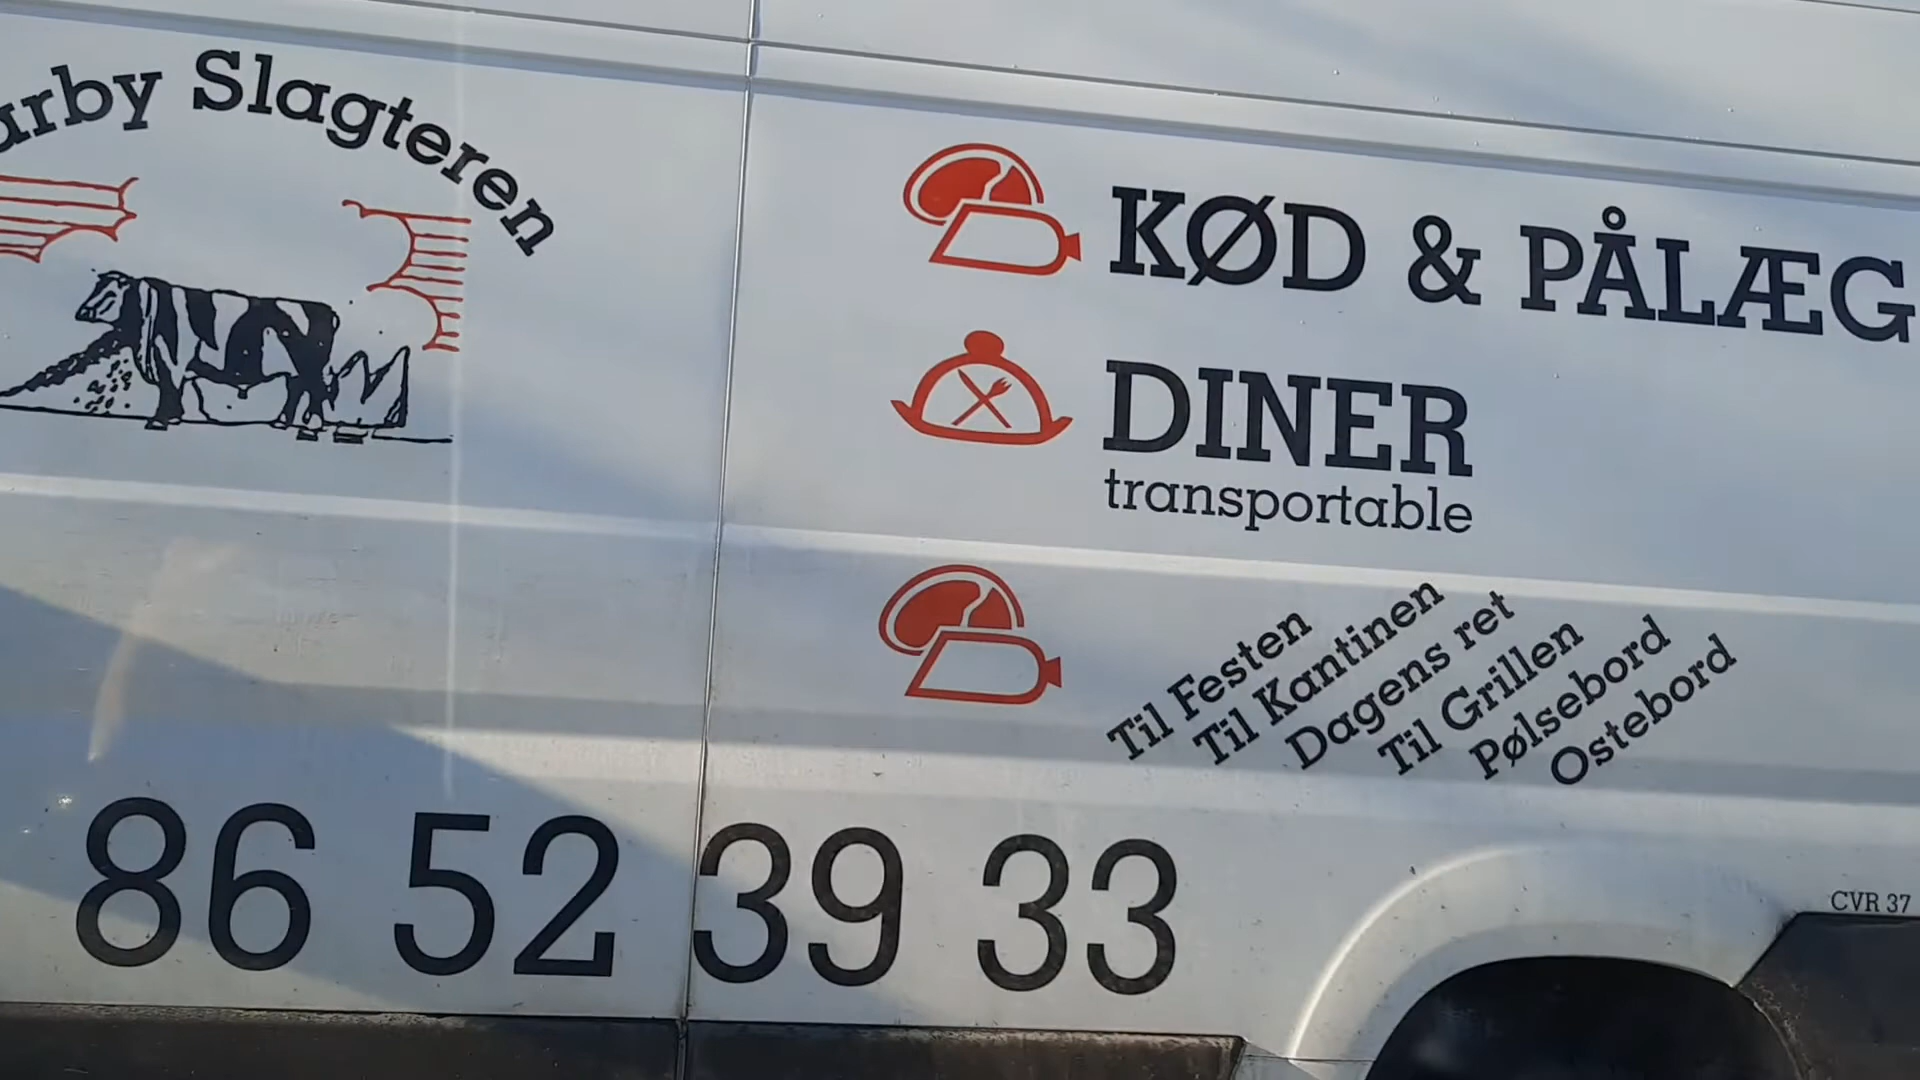 Slagteren
KØD & PÅLÆG
DINER
transportable
Til Festen
Til Kantinen
Dagens ret
Til Grillen
Pølsebord
Ostebord
86 52 39 33
CVR 37